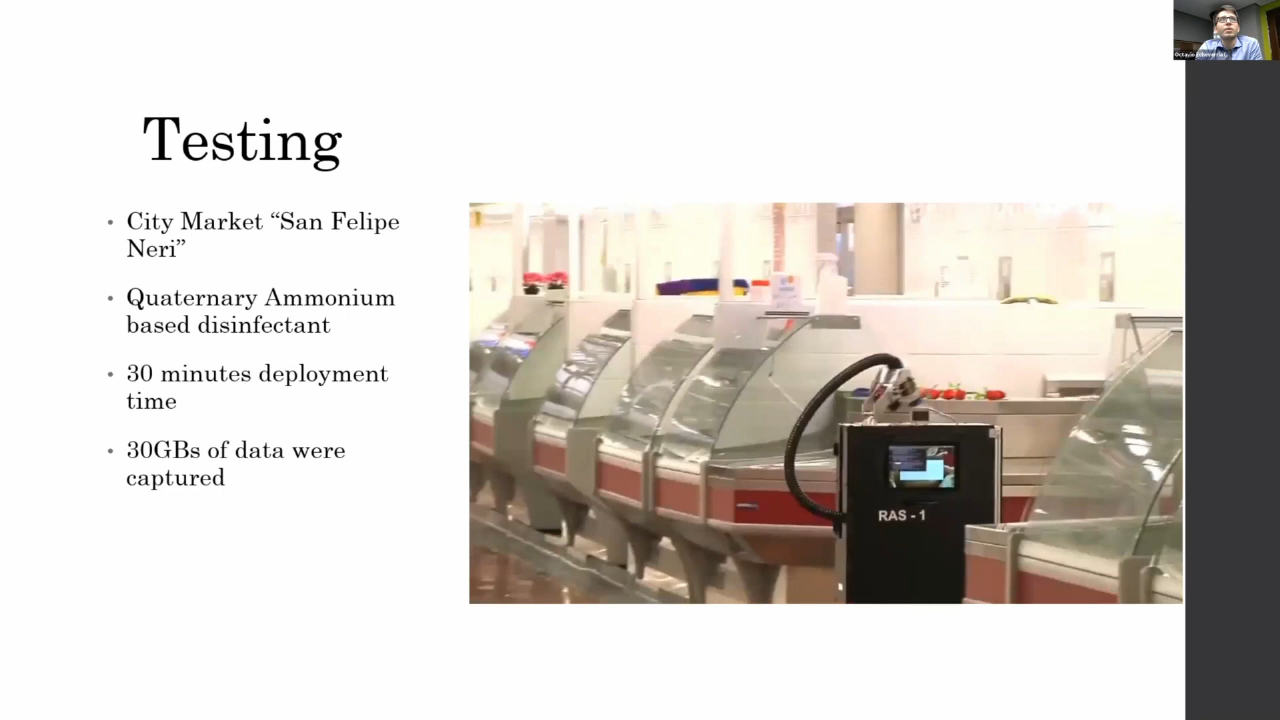 Testing
• City Market “San Felipe
Neri”
• Quaternary Ammonium
based disinfectant
• 30 minutes deployment
time
• 30GBs of data were
captured
RAS - 1